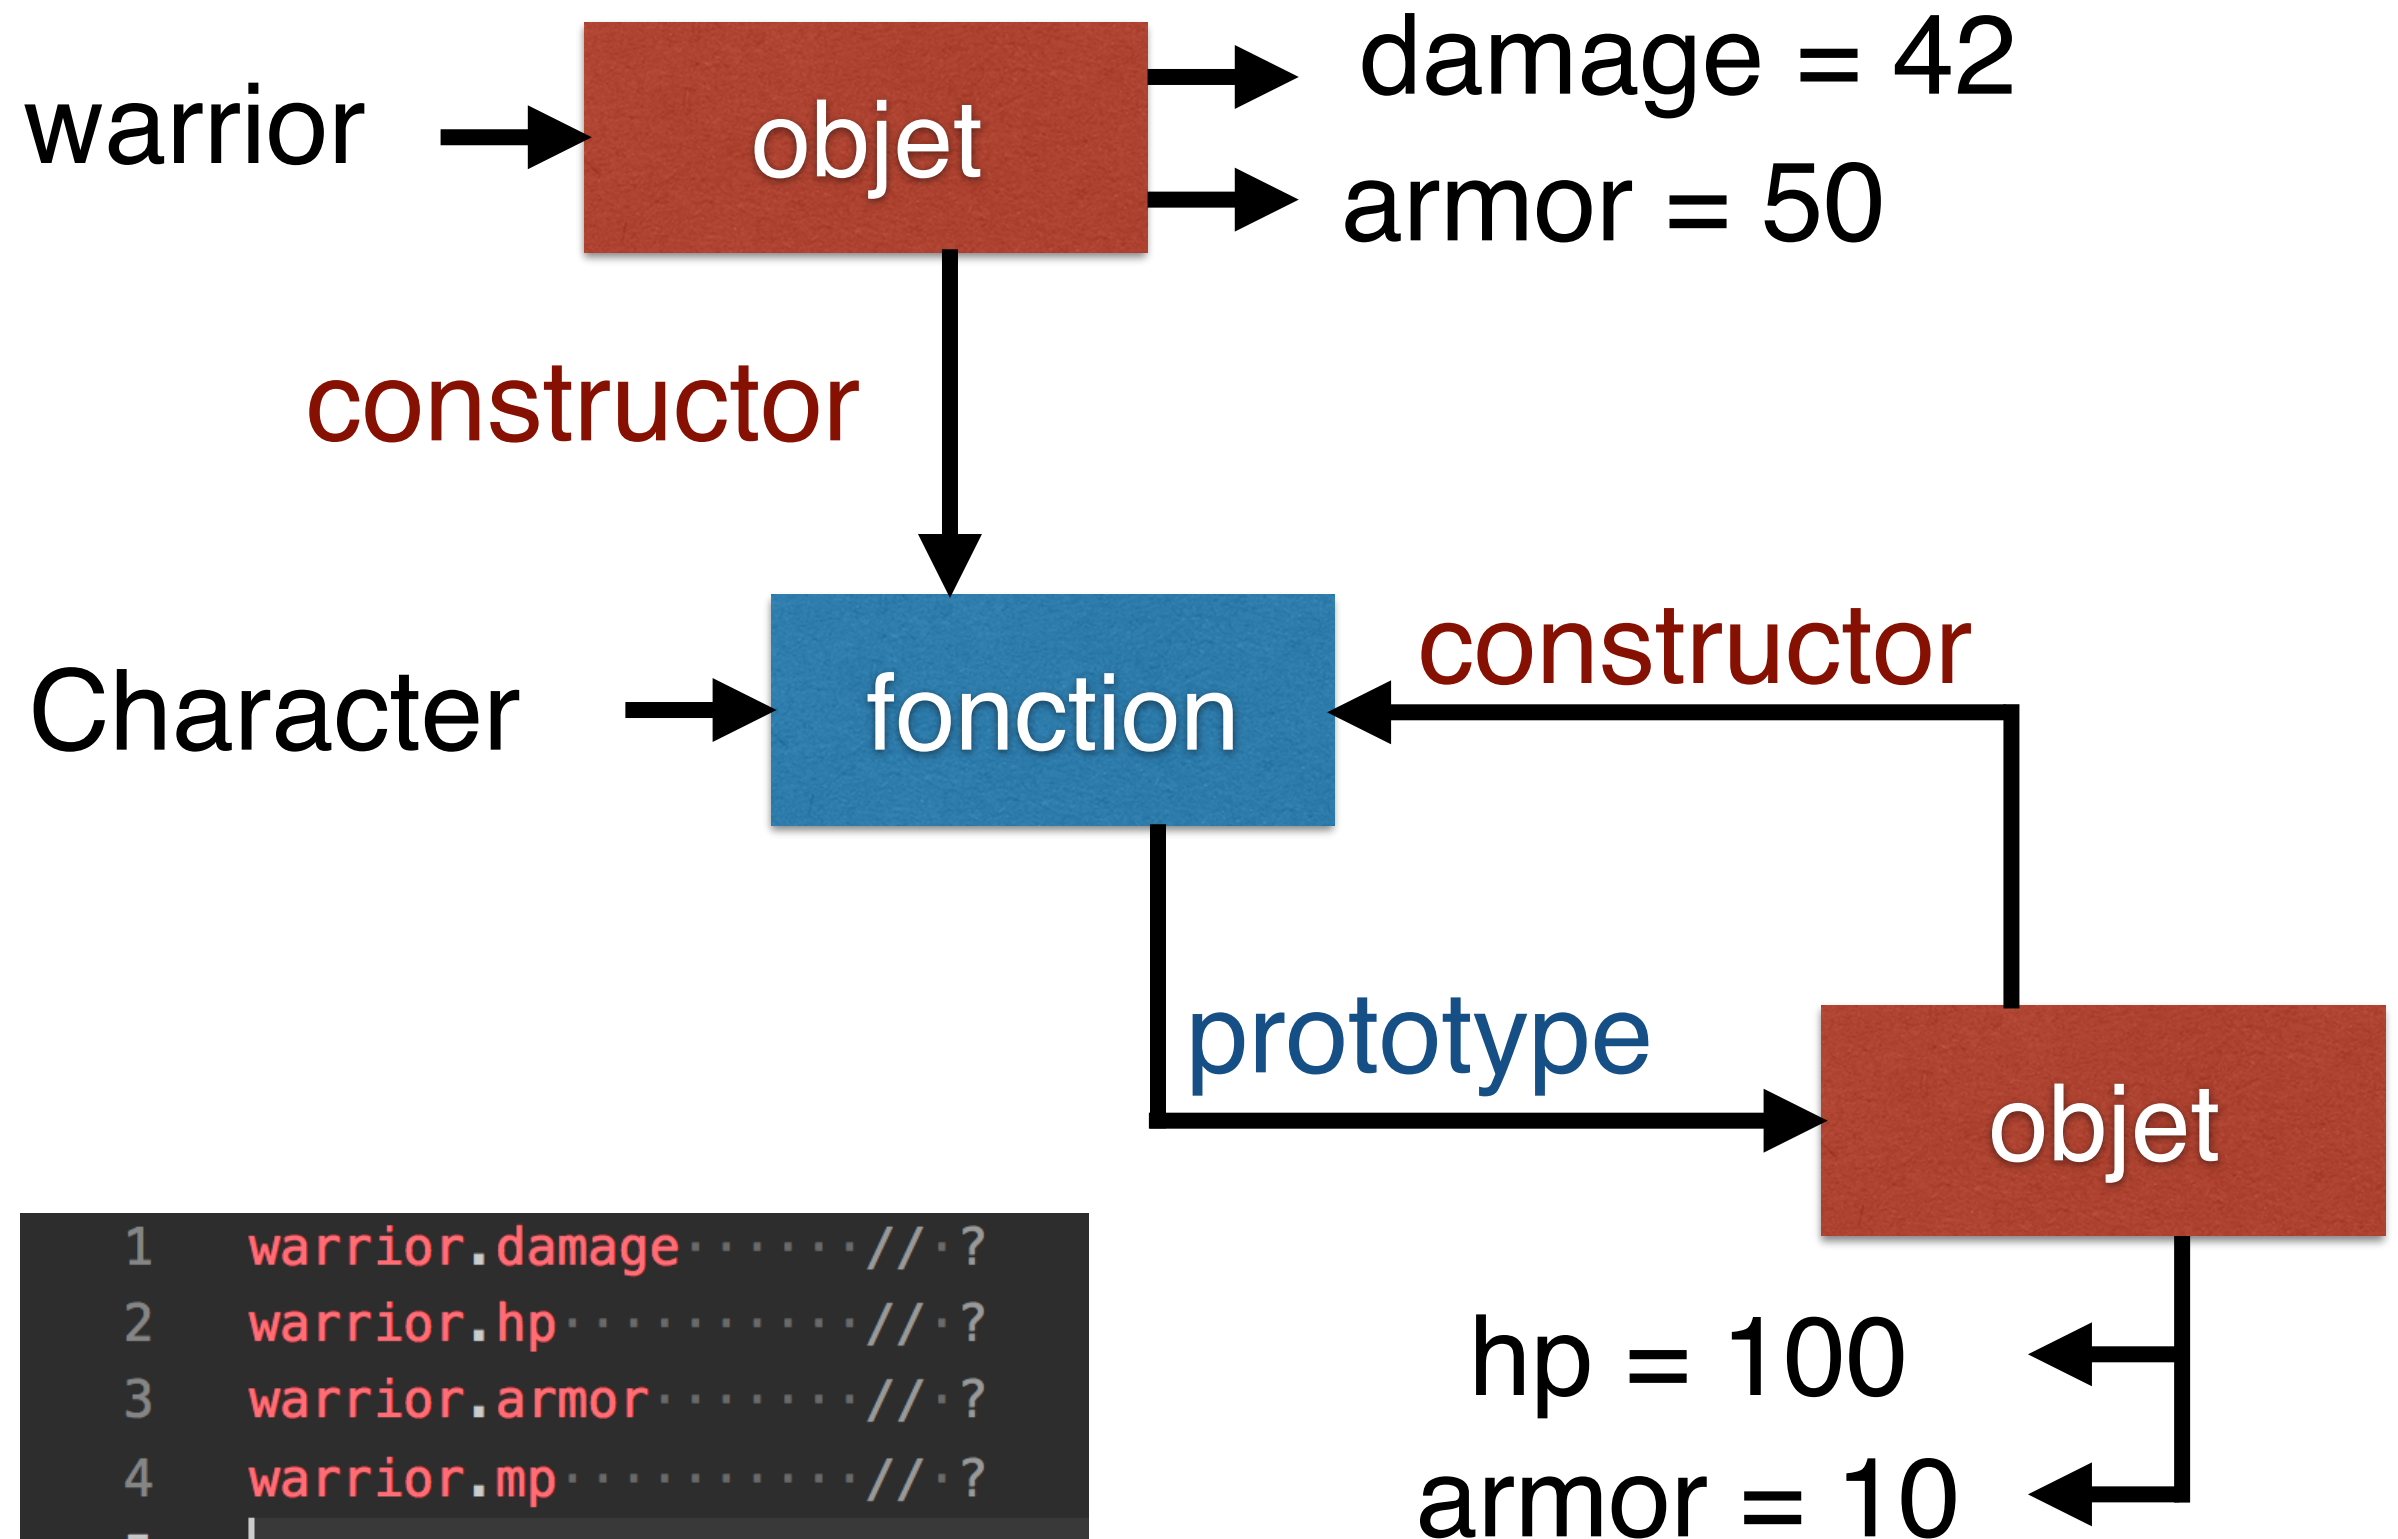 damage = 42
warrior
objet
armor = 50
constructor
constructor
Character
fonction
prototype
objet
1 warrior.damage······//·?
2 warrior.hp··········//·?
3 warrior.armor·······//·?
4 warrior.mp··········//·?
hp = 100
armor = 10